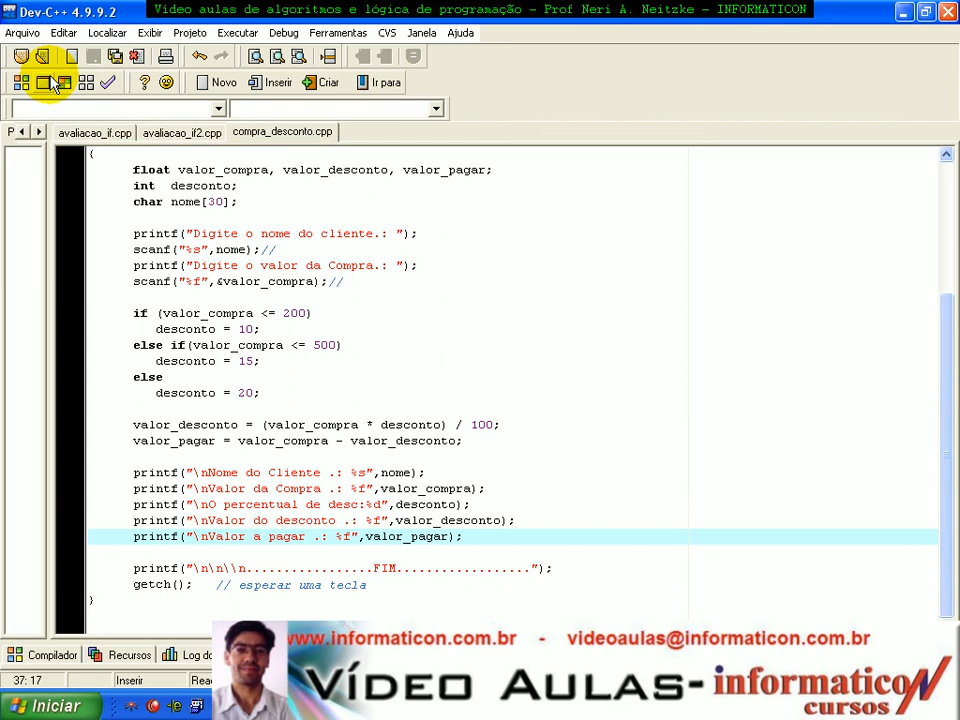 Dev-C++ 4.9.9.2
Vídeo aulas de algoritmos e lógica de programação – Prof Neri A. Neitzke – INFORMATICON
Arquivo Editar Localizar Exibir Projeto Executar Debug Ferramentas CVS Janela Ajuda
Novo Inserir Criar Ir para
P avaliacao_if.cpp avaliacao_if2.cpp compra_desconto.cpp
{
float valor_compra, valor_desconto, valor_pagar;
int desconto;
char nome[30];
printf("Digite o nome do cliente.: ");
scanf("%s",nome);//
printf("Digite o valor da Compra.: ");
scanf("%f",&valor_compra);//
if (valor_compra <= 200)
desconto = 10;
else if(valor_compra <= 500)
desconto = 15;
else
desconto = 20;
valor_desconto = (valor_compra * desconto) / 100;
valor_pagar = valor_compra - valor_desconto;
printf("\nNome do Cliente .: %s",nome);
printf("\nValor da Compra .: %f",valor_compra);
printf("\nO percentual de desc:%d",desconto);
printf("\nValor do desconto .: %f",valor_desconto);
printf("\nValor a pagar .: %f",valor_pagar);
printf("\n\n\\n.................FIM..................");
getch(); // esperar uma tecla
}
www.informaticon.com.br - videoaulas@informaticon.com.br
Compilador Recursos Log do
Vídeo Aulas- informaticon
cursos
37: 17 Inserir
Iniciar